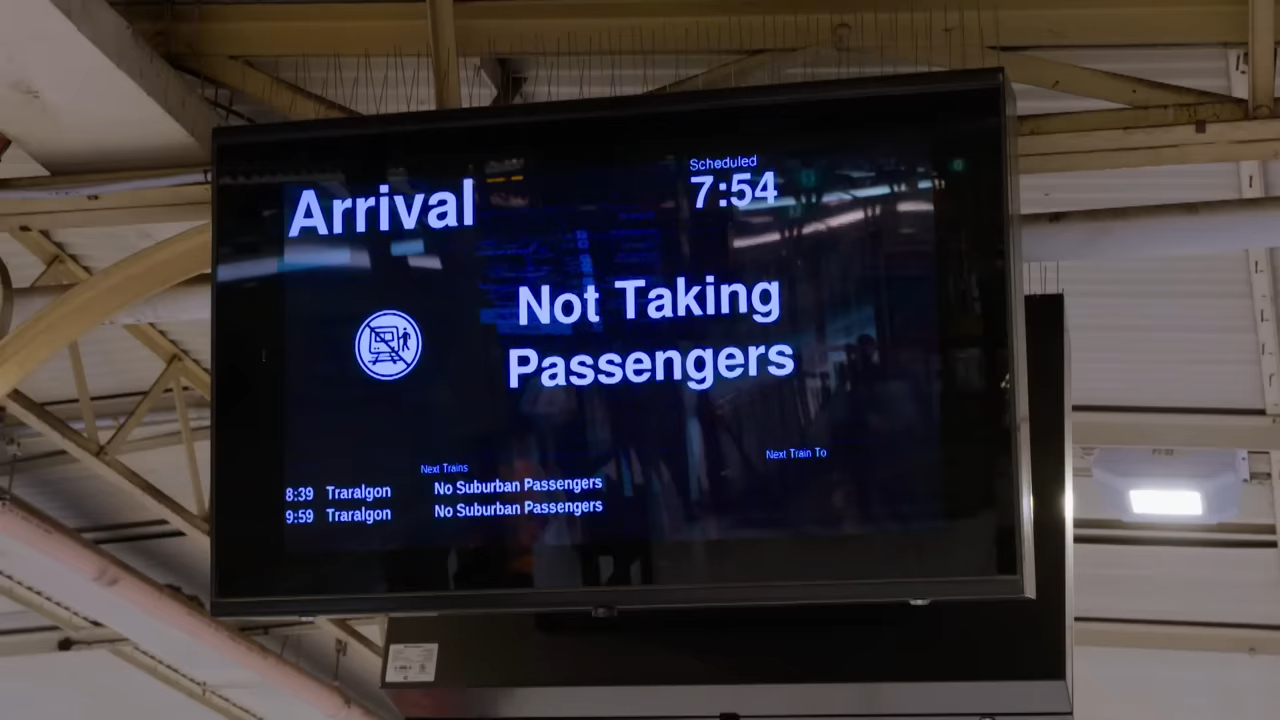 Scheduled
Arrival
7:54
Not Taking
Passengers
Next Trains
Next Train To
8:39 Traralgon No Suburban Passengers
9:59 Traralgon No Suburban Passengers